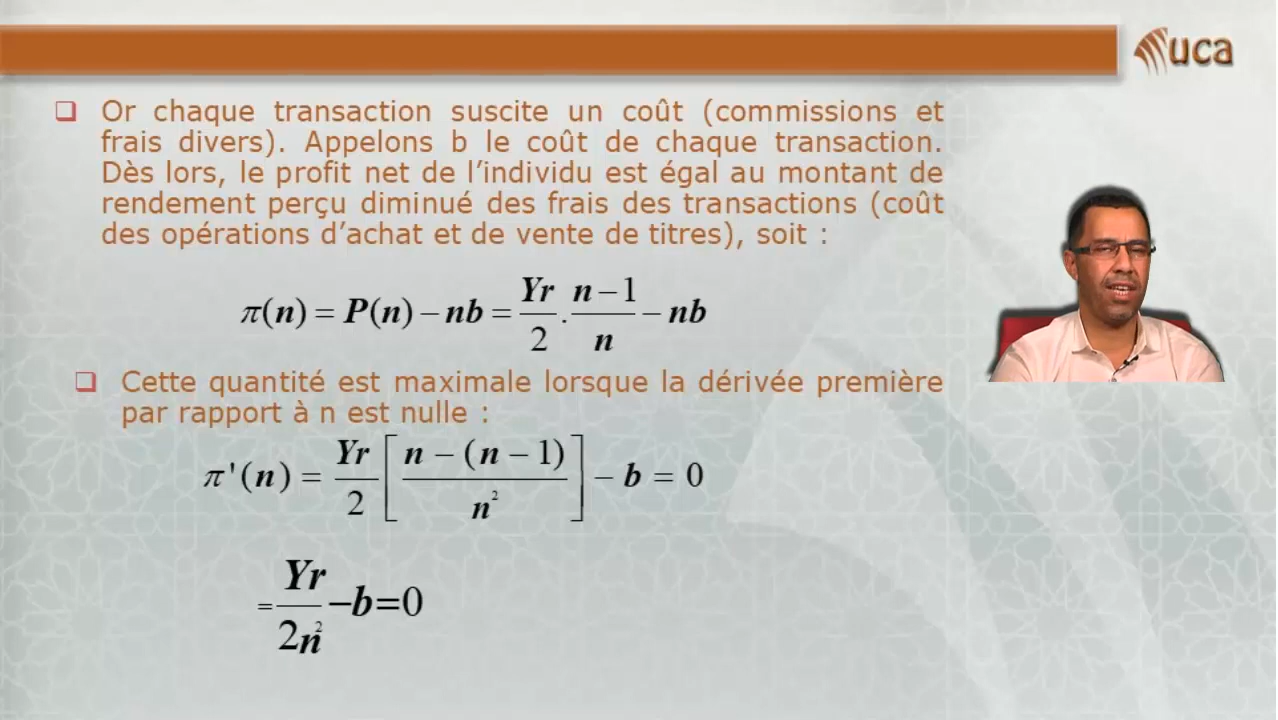 uca
Or chaque transaction suscite un coût (commissions et
frais divers). Appelons b le coût de chaque transaction.
Dès lors, le profit net de l'individu est égal au montant de
rendement perçu diminué des frais des transactions (coût
des opérations d'achat et de vente de titres), soit :
π(n) = P(n) − nb = Yr/2 . n−1/n − nb
Cette quantité est maximale lorsque la dérivée première
par rapport à n est nulle :
π'(n) = Yr/2 [n − (n − 1)/n²] − b = 0
= Yr/2n² −b=0